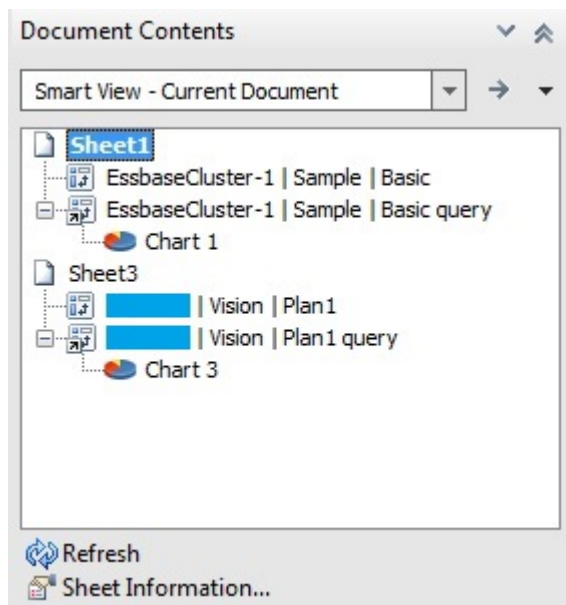 Document Contents
Smart View - Current Document
Sheet1
EssbaseCluster-1 | Sample | Basic
EssbaseCluster-1 | Sample | Basic query
Chart 1
Sheet3
| Vision | Plan1
| Vision | Plan1 query
Chart 3
Refresh
Sheet Information...